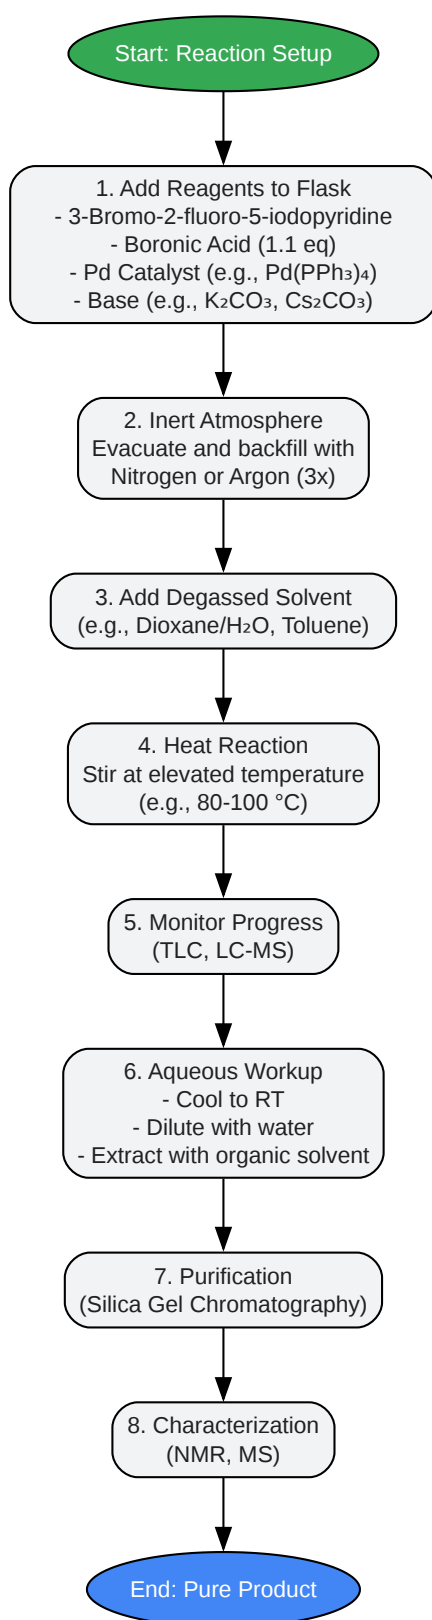 Start: Reaction Setup
1. Add Reagents to Flask
- 3-Bromo-2-fluoro-5-iodopyridine
- Boronic Acid (1.1 eq)
- Pd Catalyst (e.g., Pd(PPh₃)₄)
- Base (e.g., K₂CO₃, Cs₂CO₃)
2. Inert Atmosphere
Evacuate and backfill with
Nitrogen or Argon (3x)
3. Add Degassed Solvent
(e.g., Dioxane/H₂O, Toluene)
4. Heat Reaction
Stir at elevated temperature
(e.g., 80-100 °C)
5. Monitor Progress
(TLC, LC-MS)
6. Aqueous Workup
- Cool to RT
- Dilute with water
- Extract with organic solvent
7. Purification
(Silica Gel Chromatography)
8. Characterization
(NMR, MS)
End: Pure Product